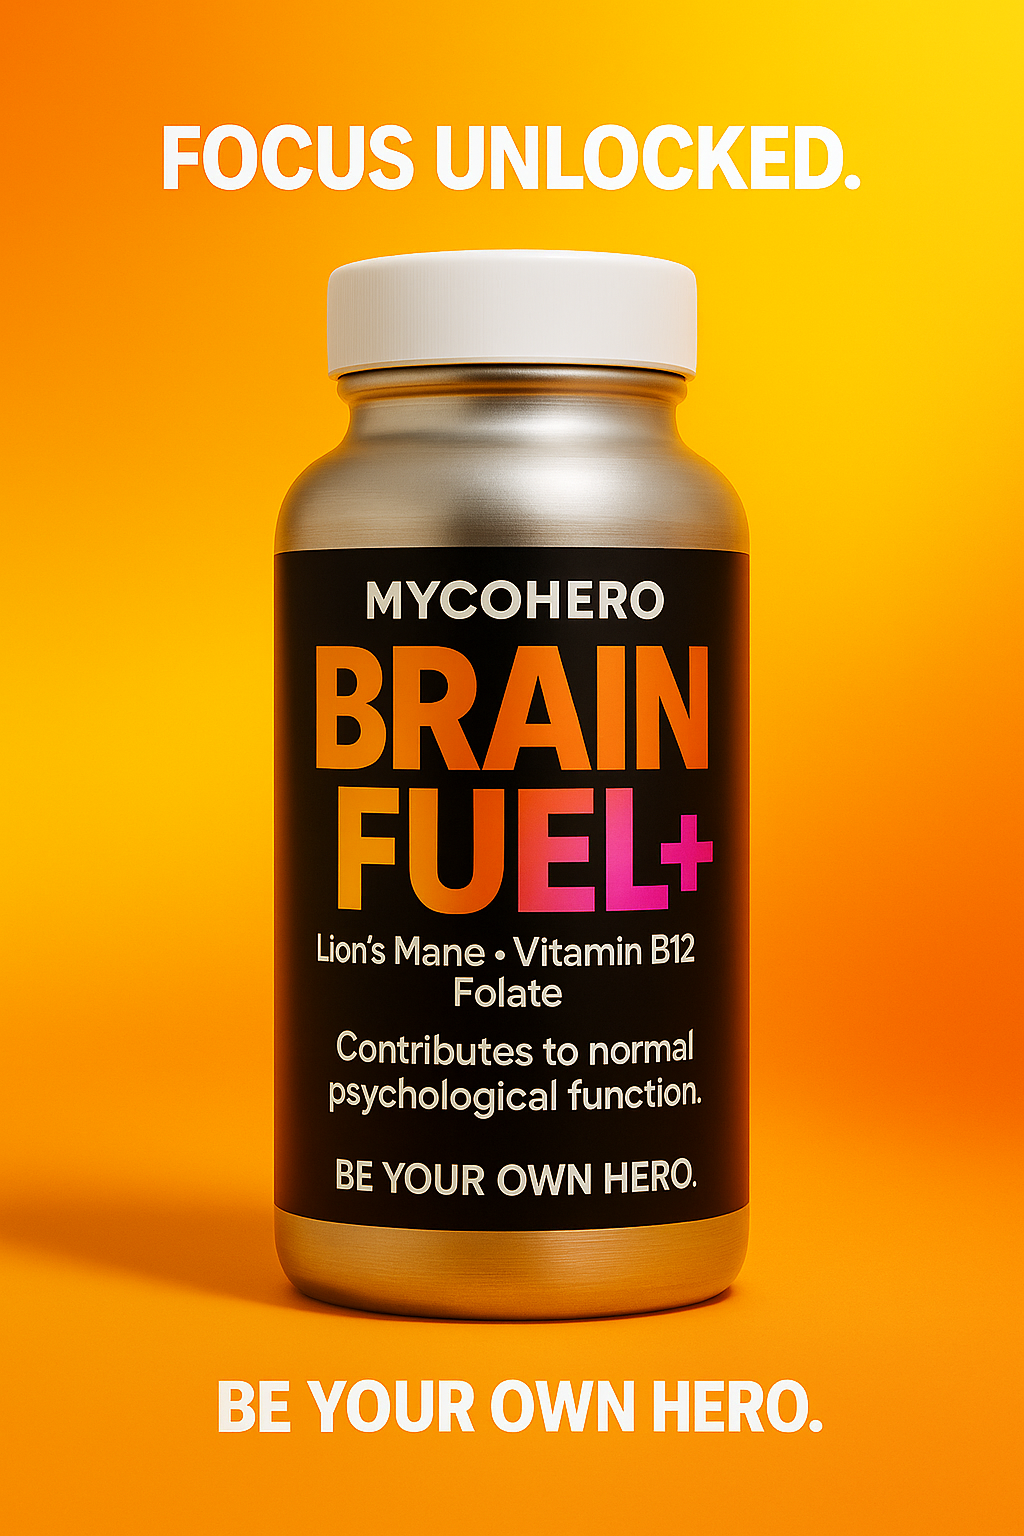 FOCUS UNLOCKED.
MYCOHERO
BRAIN
FUEL+
Lion's Mane • Vitamin B12
Folate
Contributes to normal
psychological function.
BE YOUR OWN HERO.
BE YOUR OWN HERO.